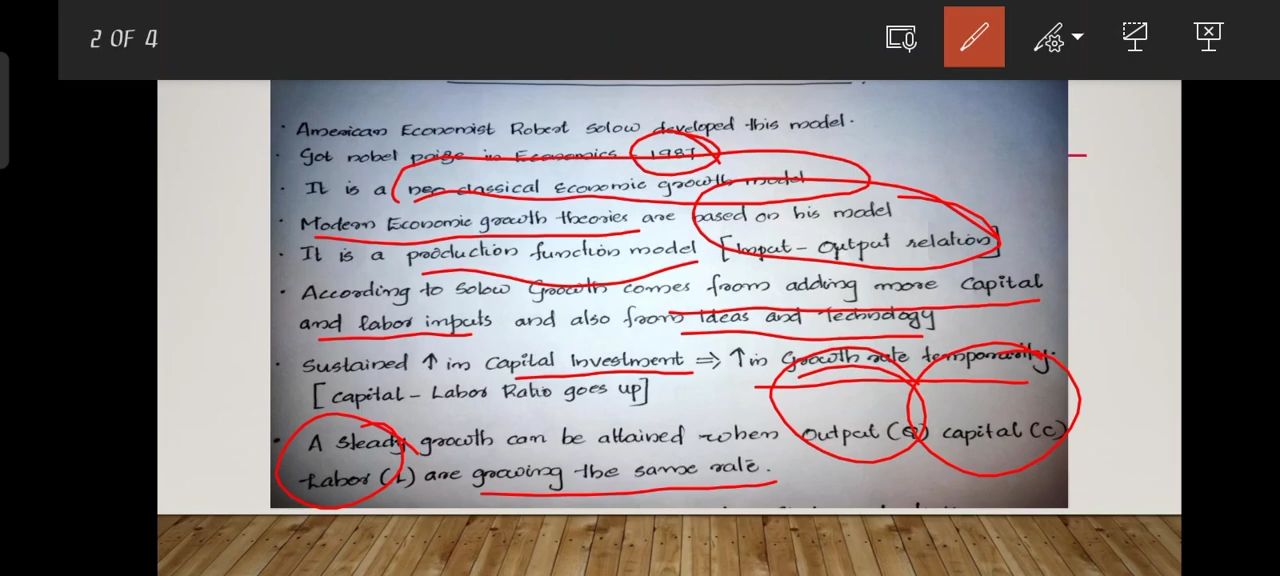 2 OF 4
• American Economist Robert Solow developed this model.
• Got nobel prize in Economics - 1987
• It is a neo classical Economic growth model
• Modern Economic growth theories are based on his model
• It is a production function model [Input - Output relation]
• According to Solow Growth comes from adding more Capital
and labor inputs and also from Ideas and Technology
• Sustained ↑ in Capital Investment ⇒ ↑ in Growth rate temporarily.
[capital - Labor Ratio goes up]
• A steady growth can be attained when output (Q) capital (C)
Labor (L) are growing the same rate.